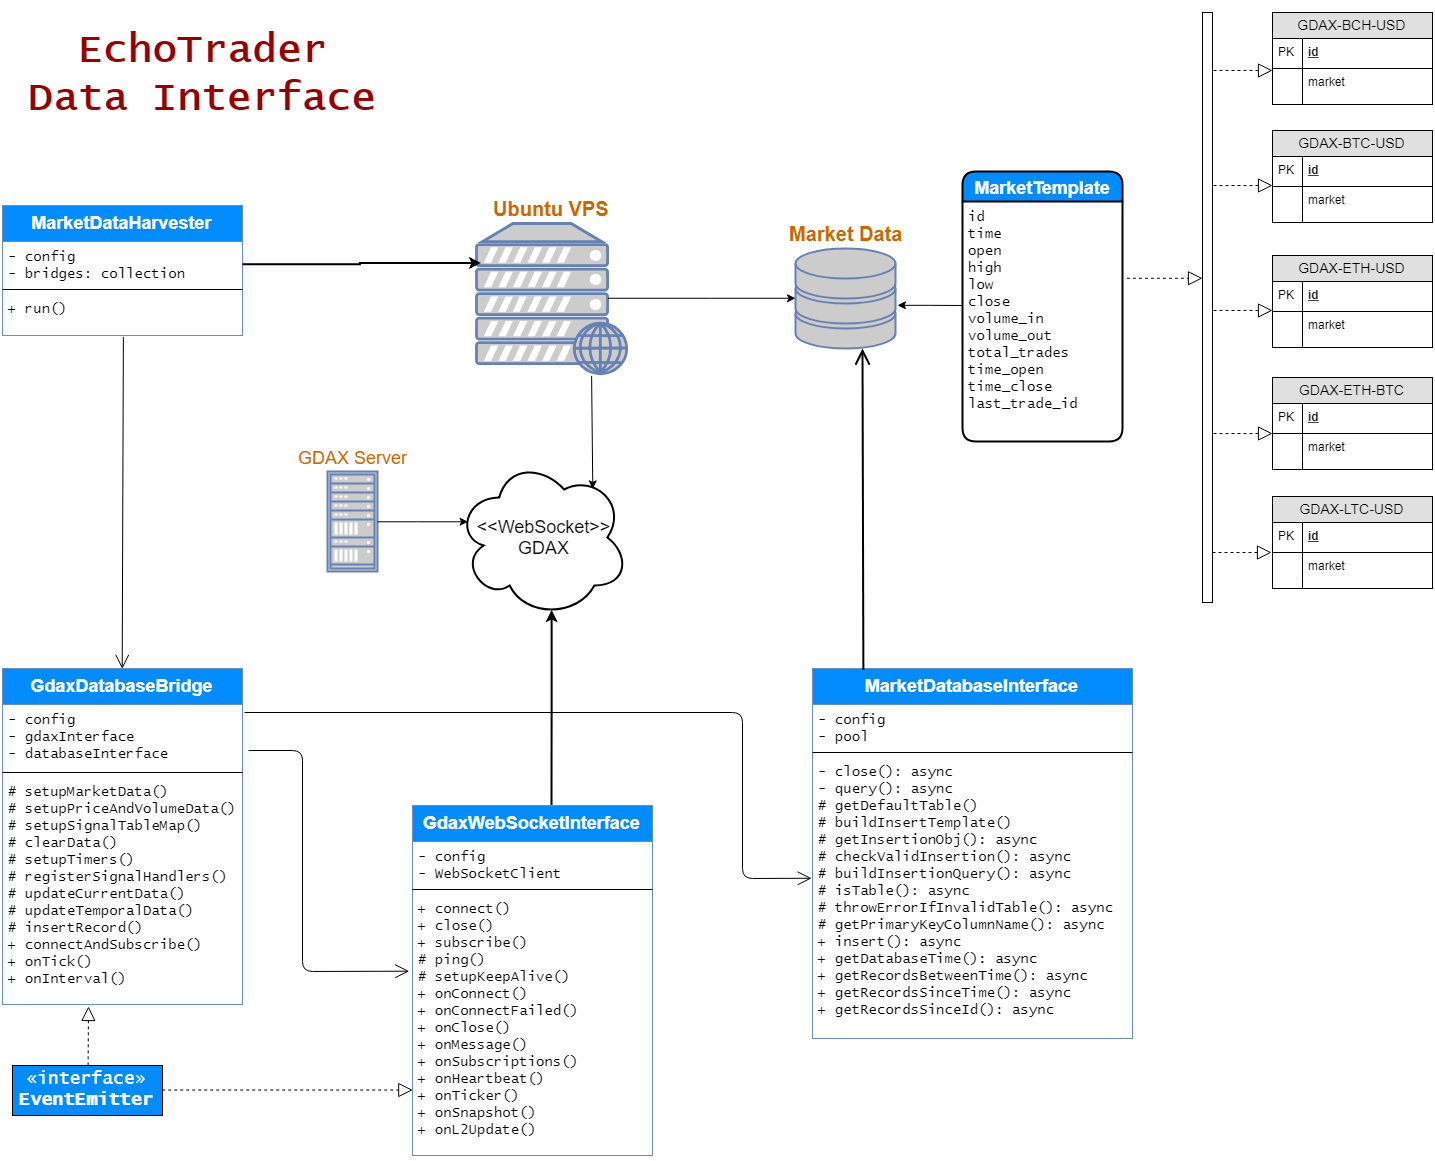 EchoTrader
Data Interface
MarketDataHarvester
- config
- bridges: collection
+ run()
Ubuntu VPS
Market Data
MarketTemplate
id
time
open
high
low
close
volume_in
volume_out
total_trades
time_open
time_close
last_trade_id
GDAX-BCH-USD
PK id
market
GDAX-BTC-USD
PK id
market
GDAX-ETH-USD
PK id
market
GDAX-ETH-BTC
PK id
market
GDAX-LTC-USD
PK id
market
GDAX Server
<<WebSocket>>
GDAX
GdaxDatabaseBridge
- config
- gdaxInterface
- databaseInterface
# setupMarketData()
# setupPriceAndVolumeData()
# setupSignalTableMap()
# clearData()
# setupTimers()
# registerSignalHandlers()
# updateCurrentData()
# updateTemporalData()
# insertRecord()
+ connectAndSubscribe()
+ onTick()
+ onInterval()
«interface»
EventEmitter
GdaxWebSocketInterface
- config
- WebSocketClient
+ connect()
+ close()
+ subscribe()
# ping()
# setupKeepAlive()
+ onConnect()
+ onConnectFailed()
+ onClose()
+ onMessage()
+ onSubscriptions()
+ onHeartbeat()
+ onTicker()
+ onSnapshot()
+ onL2Update()
MarketDatabaseInterface
- config
- pool
- close(): async
- query(): async
# getDefaultTable()
# buildInsertTemplate()
# getInsertionObj(): async
# checkValidInsertion(): async
# buildInsertionQuery(): async
# isTable(): async
# throwErrorIfInvalidTable(): async
# getPrimaryKeyColumnName(): async
+ insert(): async
+ getDatabaseTime(): async
+ getRecordsBetweenTime(): async
+ getRecordsSinceTime(): async
+ getRecordsSinceId(): async